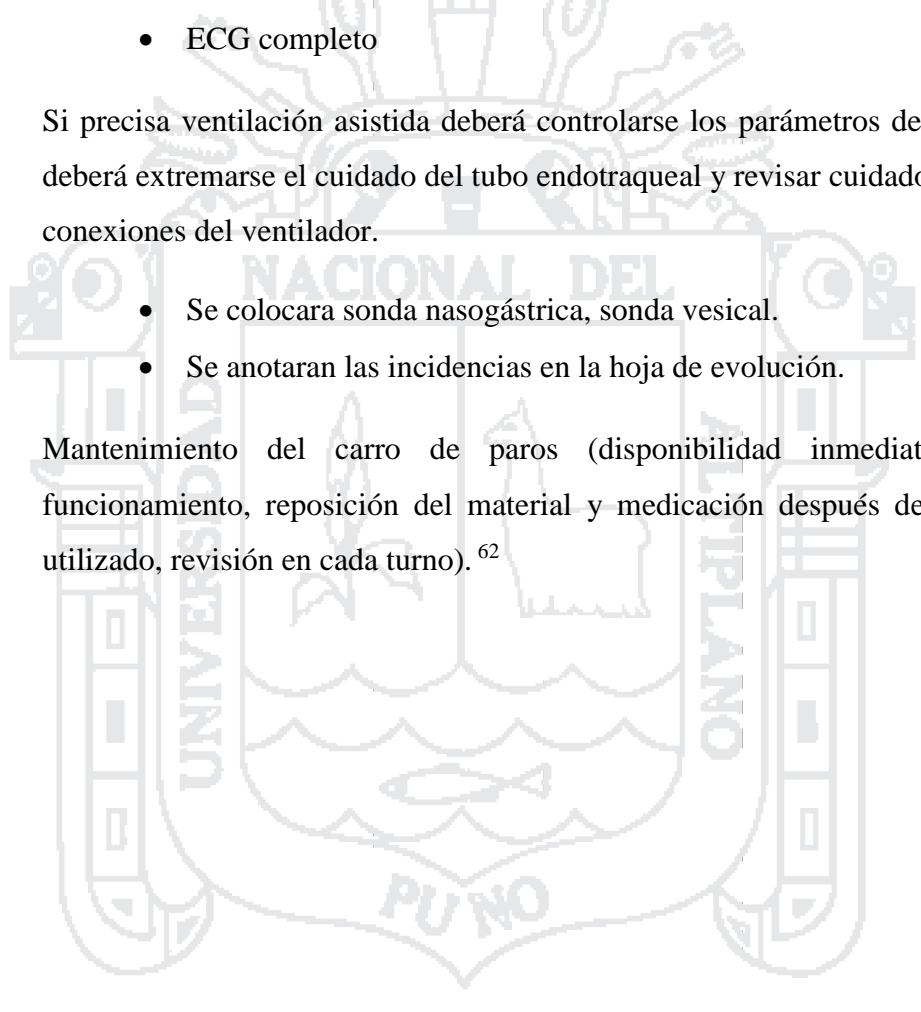 • ECG completo
Si precisa ventilación asistida deberá controlarse los parámetros de
deberá extremarse el cuidado del tubo endotraqueal y revisar
conexiones del ventilador.
NACIONAL DEL
• Se colocara sonda nasogástrica, sonda vesical.
• Se anotaran las incidencias en la hoja de evolución.
UNIVERSIDAD
ALTIPLANO
Mantenimiento del carro de paros (disponibilidad
funcionamiento, reposición del material y medicación después de
utilizado, revisión en cada turno). 62
PUNO